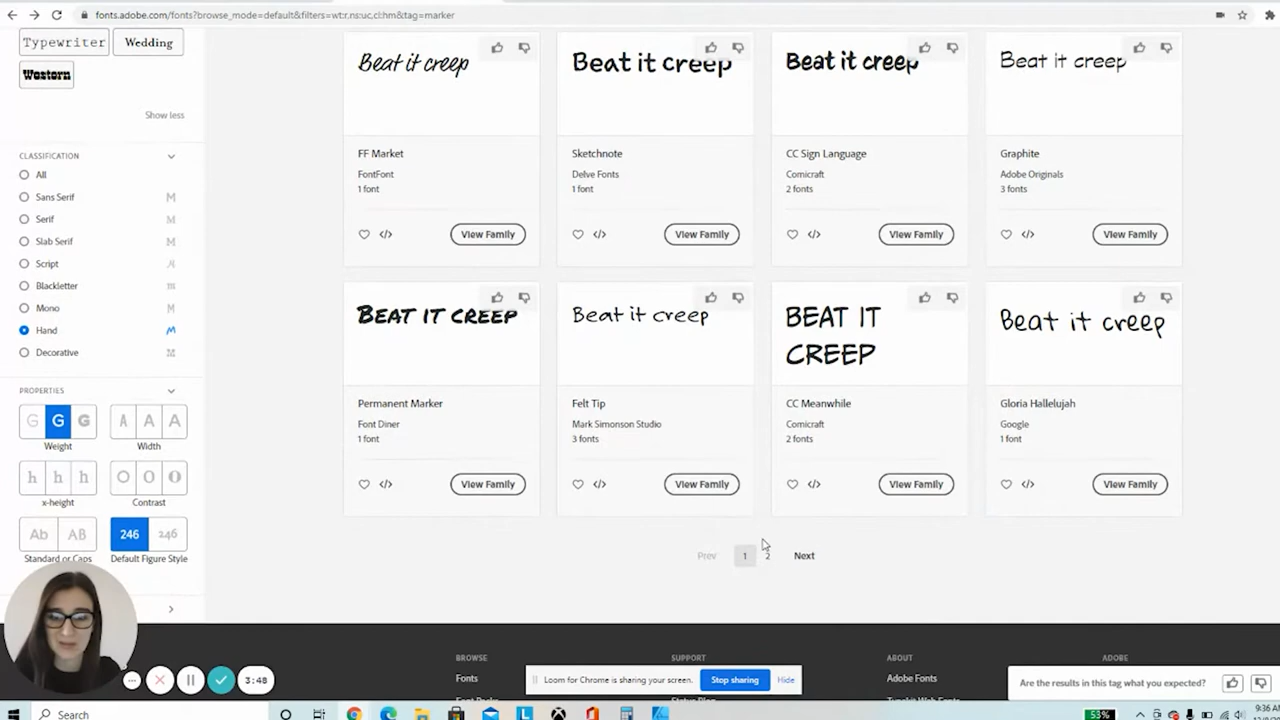 fonts.adobe.com/fonts?browse_mode=default&filters=wt:r,ns:uc,cl:hm&tag=marker
Typewriter
Wedding
Western
Show less
CLASSIFICATION
All
Sans Serif
M
Serif
M
Slab Serif
M
Script
Blackletter
Mono
M
Hand
Decorative
PROPERTIES
G G G
A A A
Weight
Width
h h h
O O O
x-height
Contrast
Ab AB
246 246
Standard or Caps
Default Figure Style
Beat it creep
Beat it creep
Beat it creep
Beat it creep
FF Market
Sketchnote
CC Sign Language
Graphite
FontFont
Delve Fonts
Comicraft
Adobe Originals
1 font
1 font
2 fonts
3 fonts
</>
View Family
</>
View Family
</>
View Family
</>
View Family
BEAT IT CREEP
Beat it creep
BEAT IT
CREEP
Beat it creep
Permanent Marker
Felt Tip
CC Meanwhile
Gloria Hallelujah
Font Diner
Mark Simonson Studio
Comicraft
Google
1 font
3 fonts
2 fonts
1 font
</>
View Family
</>
View Family
</>
View Family
</>
View Family
Prev 1 2 Next
BROWSE
SUPPORT
ABOUT
ADOBE
Fonts
Adobe Fonts
3:48
Loom for Chrome is sharing your screen.
Stop sharing
Hide
Are the results in this tag what you expected?
Search
53%
9:36 A